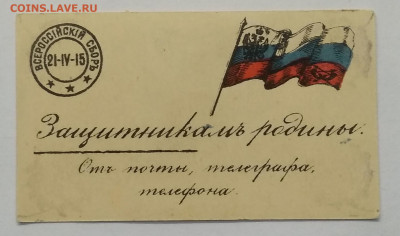 COINS.LAVE.RU
ВСЕРОССІЙСКІЙ СБОРЪ
21-IV-15
Защитникамъ родины.
Отъ почты, телеграфа,
телефона.